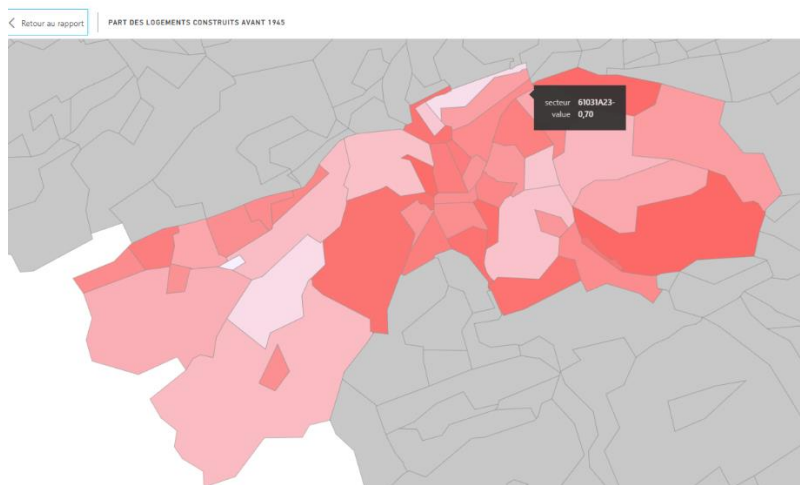 Retour au rapport
PART DES LOGEMENTS CONSTRUITS AVANT 1945
secteur 61031A23-
value 0,70